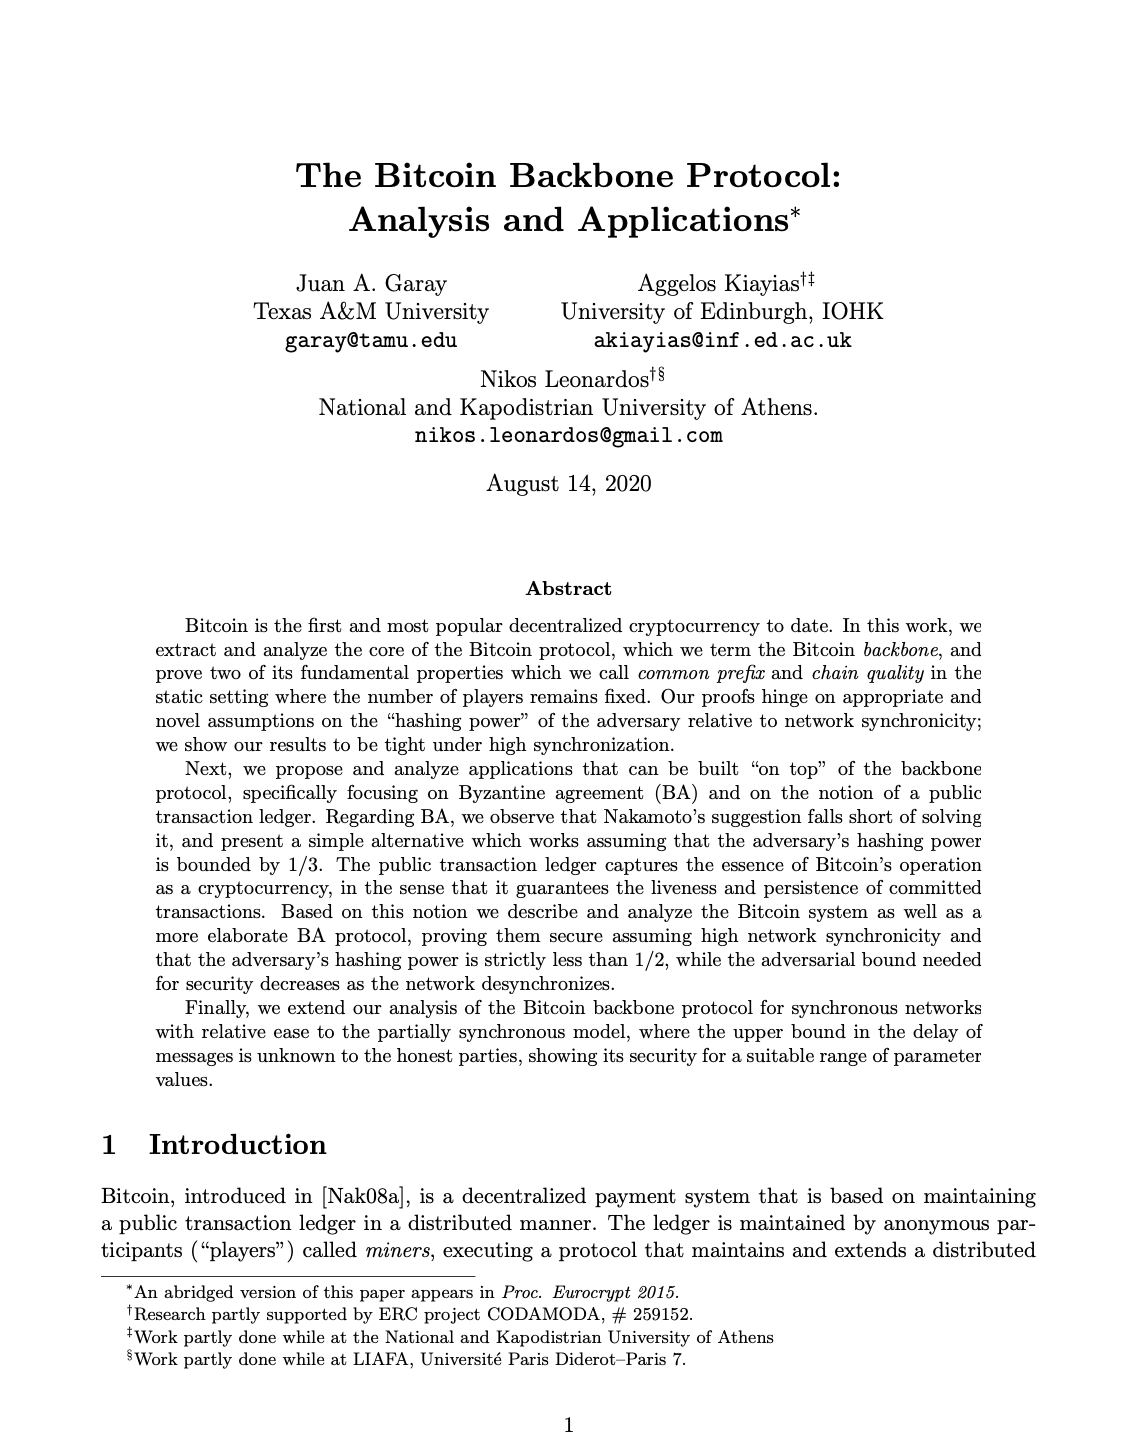 The Bitcoin Backbone Protocol:
Analysis and Applications*
Juan A. Garay
Texas A&M University
garay@tamu.edu
Aggelos Kiayias†‡
University of Edinburgh, IOHK
akiayias@inf.ed.ac.uk
Nikos Leonardos†§
National and Kapodistrian University of Athens.
nikos.leonardos@gmail.com
August 14, 2020
Abstract
Bitcoin is the first and most popular decentralized cryptocurrency to date. In this work, we
extract and analyze the core of the Bitcoin protocol, which we term the Bitcoin backbone, and
prove two of its fundamental properties which we call common prefix and chain quality in the
static setting where the number of players remains fixed. Our proofs hinge on appropriate and
novel assumptions on the “hashing power” of the adversary relative to network synchronicity;
we show our results to be tight under high synchronization.
Next, we propose and analyze applications that can be built “on top” of the backbone
protocol, specifically focusing on Byzantine agreement (BA) and on the notion of a public
transaction ledger. Regarding BA, we observe that Nakamoto’s suggestion falls short of solving
it, and present a simple alternative which works assuming that the adversary’s hashing power
is bounded by 1/3. The public transaction ledger captures the essence of Bitcoin’s operation
as a cryptocurrency, in the sense that it guarantees the liveness and persistence of committed
transactions. Based on this notion we describe and analyze the Bitcoin system as well as a
more elaborate BA protocol, proving them secure assuming high network synchronicity and
that the adversary’s hashing power is strictly less than 1/2, while the adversarial bound needed
for security decreases as the network desynchronizes.
Finally, we extend our analysis of the Bitcoin backbone protocol for synchronous networks
with relative ease to the partially synchronous model, where the upper bound in the delay of
messages is unknown to the honest parties, showing its security for a suitable range of parameter
values.
1 Introduction
Bitcoin, introduced in [Nak08a], is a decentralized payment system that is based on maintaining
a public transaction ledger in a distributed manner. The ledger is maintained by anonymous par-
ticipants (“players”) called miners, executing a protocol that maintains and extends a distributed
*An abridged version of this paper appears in Proc. Eurocrypt 2015.
†Research partly supported by ERC project CODAMODA, # 259152.
‡Work partly done while at the National and Kapodistrian University of Athens
§Work partly done while at LIAFA, Université Paris Diderot–Paris 7.
1